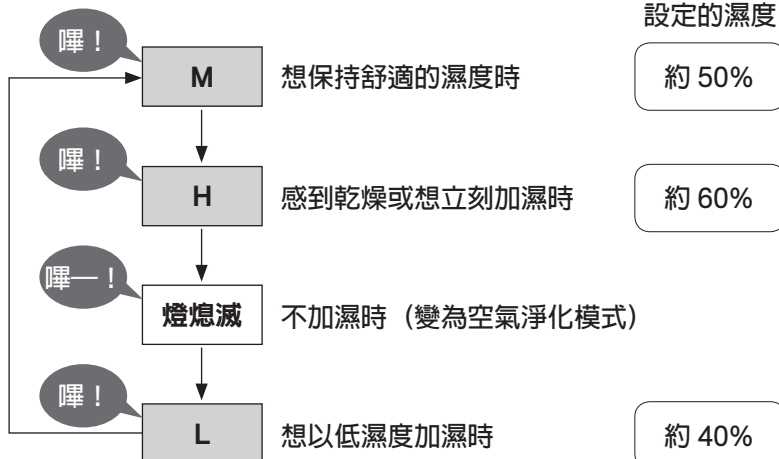 設定的濕度
嗶！
M 想保持舒適的濕度時 約 50%
嗶！
H 感到乾燥或想立刻加濕時 約 60%
嗶—！
燈熄滅 不加濕時（變為空氣淨化模式）
嗶！
L 想以低濕度加濕時 約 40%